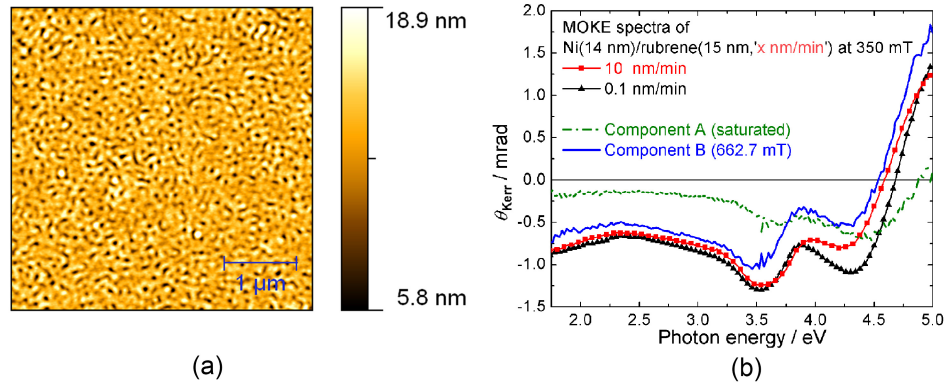 18.9 nm
5.8 nm
1 µm
(a)
MOKE spectra of
Ni(14 nm)/rubrene(15 nm,'x nm/min') at 350 mT
10 nm/min
0.1 nm/min
Component A (saturated)
Component B (662.7 mT)
θKerr / mrad
2.0
1.5
1.0
0.5
0.0
-0.5
-1.0
-1.5
2.0 2.5 3.0 3.5 4.0 4.5 5.0
Photon energy / eV
(b)